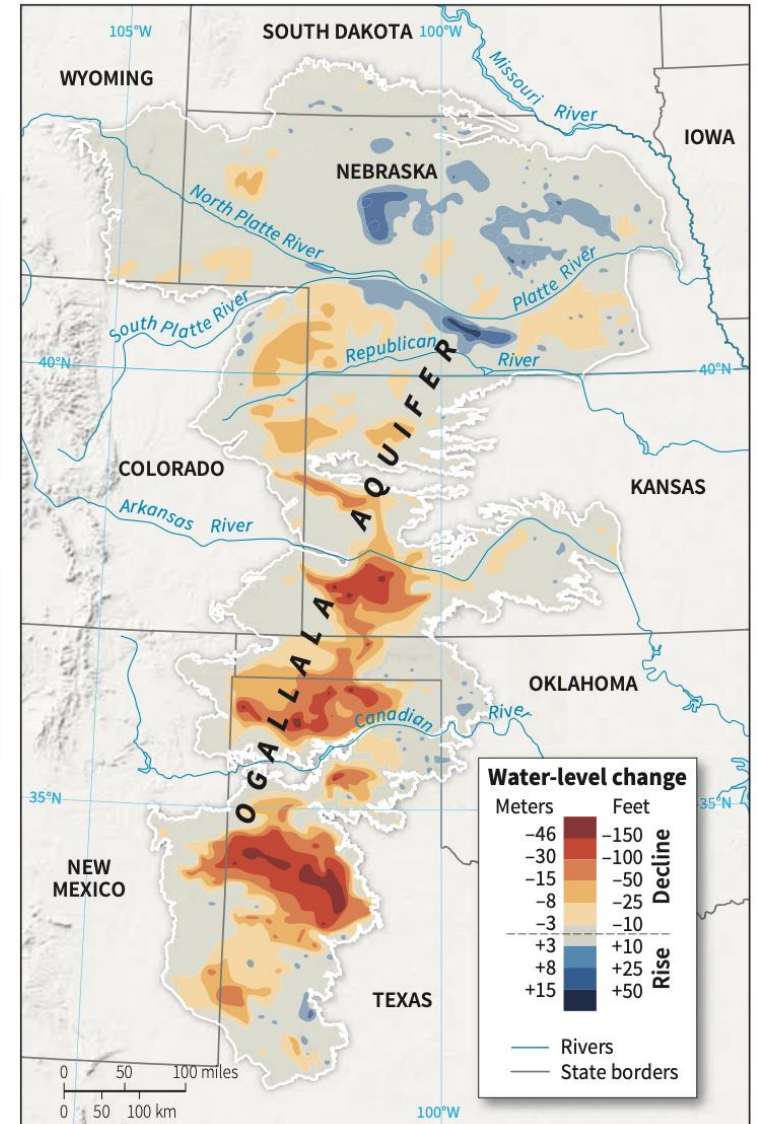 105°W
SOUTH DAKOTA
100°W
WYOMING
Missouri River
IOWA
NEBRASKA
North Platte River
Platte River
South Platte River
Republican River
40°N
40°N
COLORADO
KANSAS
Arkansas River
OGALLALA AQUIFER
OKLAHOMA
Canadian Rive
35°N
35°N
NEW
MEXICO
TEXAS
Water-level change
Meters Feet
–46 –150
–30 –100
–15 –50
–8 –25
–3 –10
Decline
+3 +10
+8 +25
+15 +50
Rise
Rivers
State borders
0 50 100 miles
0 50 100 km
100°W